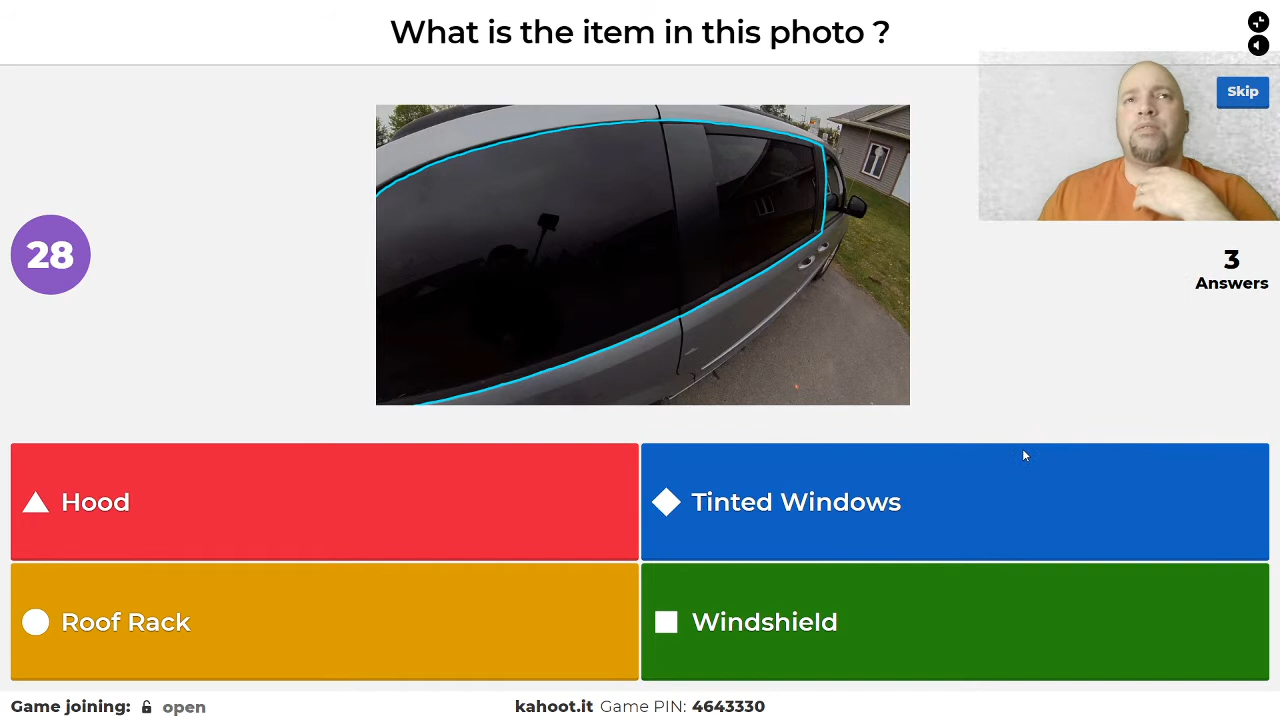 What is the item in this photo ?
Skip
28
3
Answers
Hood
Tinted Windows
Roof Rack
Windshield
Game joining: open
kahoot.it Game PIN: 4643330